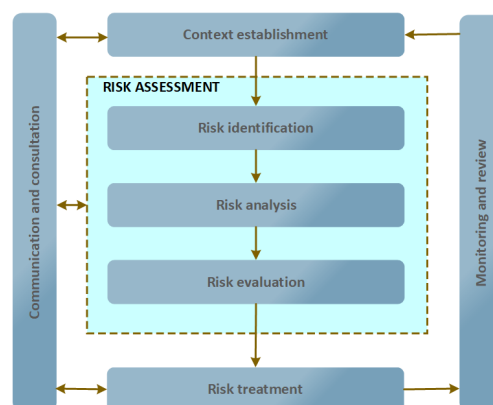 Context establishment
RISK ASSESSMENT
Risk identification
Risk analysis
Risk evaluation
Risk treatment
Communication and consultation
Monitoring and review